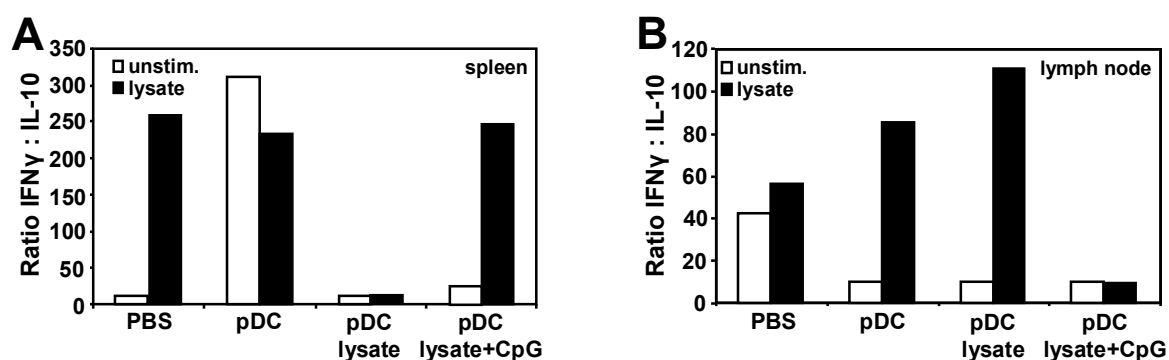 A
Ratio IFNγ : IL-10
350
300
250
200
150
100
50
0
unstim.
lysate
spleen
PBS
pDC
pDC
lysate
pDC
lysate+CpG
B
Ratio IFNγ : IL-10
120
100
80
60
40
20
0
unstim.
lysate
lymph node
PBS
pDC
pDC
lysate
pDC
lysate+CpG